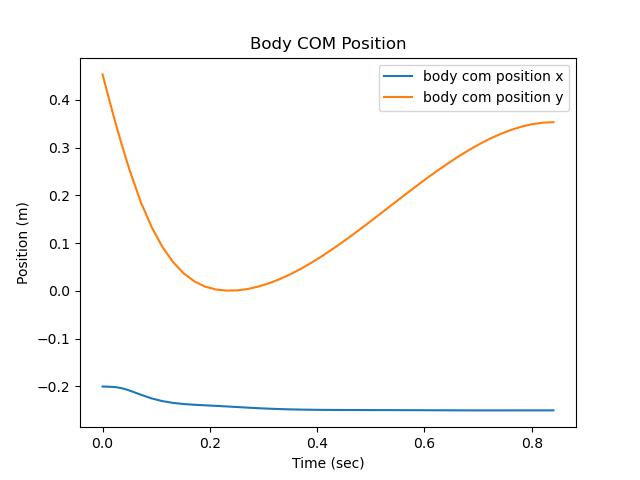 Body COM Position
body com position x
body com position y
0.4
0.3
0.2
0.1
0.0
−0.1
−0.2
Position (m)
0.0 0.2 0.4 0.6 0.8
Time (sec)